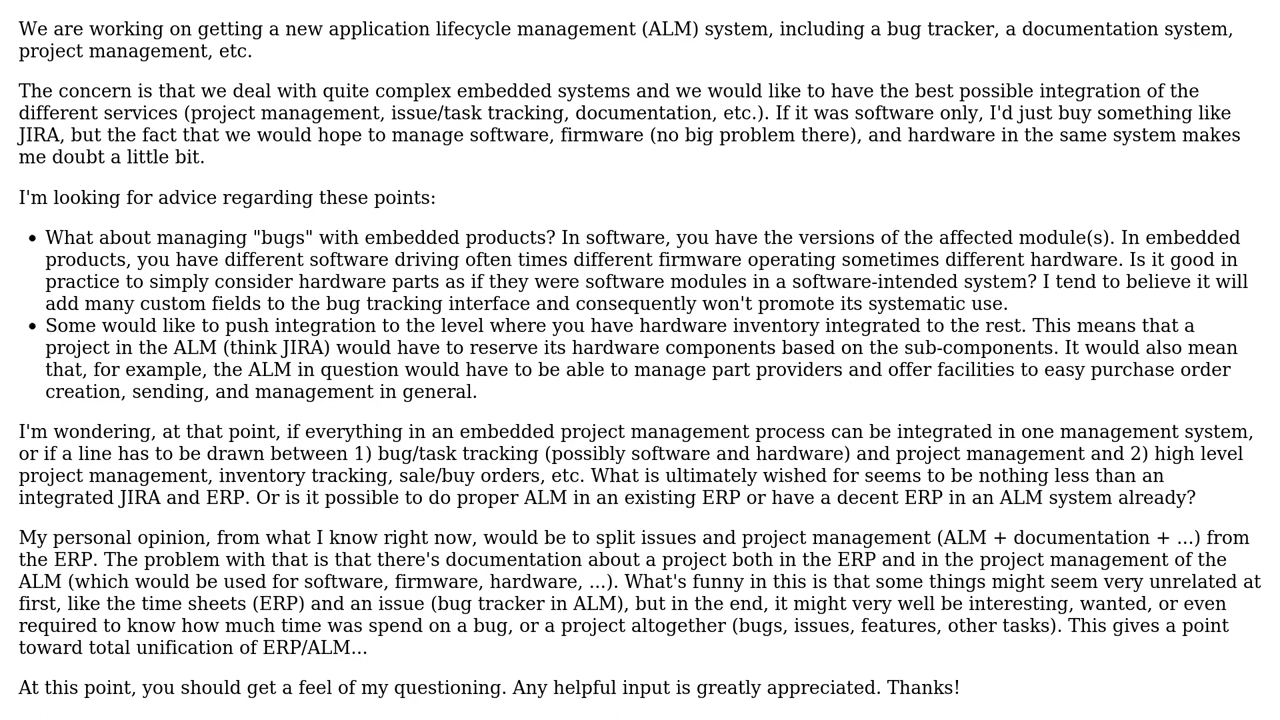 We are working on getting a new application lifecycle management (ALM) system, including a bug tracker, a documentation system,
project management, etc.
The concern is that we deal with quite complex embedded systems and we would like to have the best possible integration of the
different services (project management, issue/task tracking, documentation, etc.). If it was software only, I'd just buy something like
JIRA, but the fact that we would hope to manage software, firmware (no big problem there), and hardware in the same system makes
me doubt a little bit.
I'm looking for advice regarding these points:
• What about managing "bugs" with embedded products? In software, you have the versions of the affected module(s). In embedded
products, you have different software driving often times different firmware operating sometimes different hardware. Is it good in
practice to simply consider hardware parts as if they were software modules in a software-intended system? I tend to believe it will
add many custom fields to the bug tracking interface and consequently won't promote its systematic use.
• Some would like to push integration to the level where you have hardware inventory integrated to the rest. This means that a
project in the ALM (think JIRA) would have to reserve its hardware components based on the sub-components. It would also mean
that, for example, the ALM in question would have to be able to manage part providers and offer facilities to easy purchase order
creation, sending, and management in general.
I'm wondering, at that point, if everything in an embedded project management process can be integrated in one management system,
or if a line has to be drawn between 1) bug/task tracking (possibly software and hardware) and project management and 2) high level
project management, inventory tracking, sale/buy orders, etc. What is ultimately wished for seems to be nothing less than an
integrated JIRA and ERP. Or is it possible to do proper ALM in an existing ERP or have a decent ERP in an ALM system already?
My personal opinion, from what I know right now, would be to split issues and project management (ALM + documentation + ...) from
the ERP. The problem with that is that there's documentation about a project both in the ERP and in the project management of the
ALM (which would be used for software, firmware, hardware, ...). What's funny in this is that some things might seem very unrelated at
first, like the time sheets (ERP) and an issue (bug tracker in ALM), but in the end, it might very well be interesting, wanted, or even
required to know how much time was spend on a bug, or a project altogether (bugs, issues, features, other tasks). This gives a point
toward total unification of ERP/ALM...
At this point, you should get a feel of my questioning. Any helpful input is greatly appreciated. Thanks!